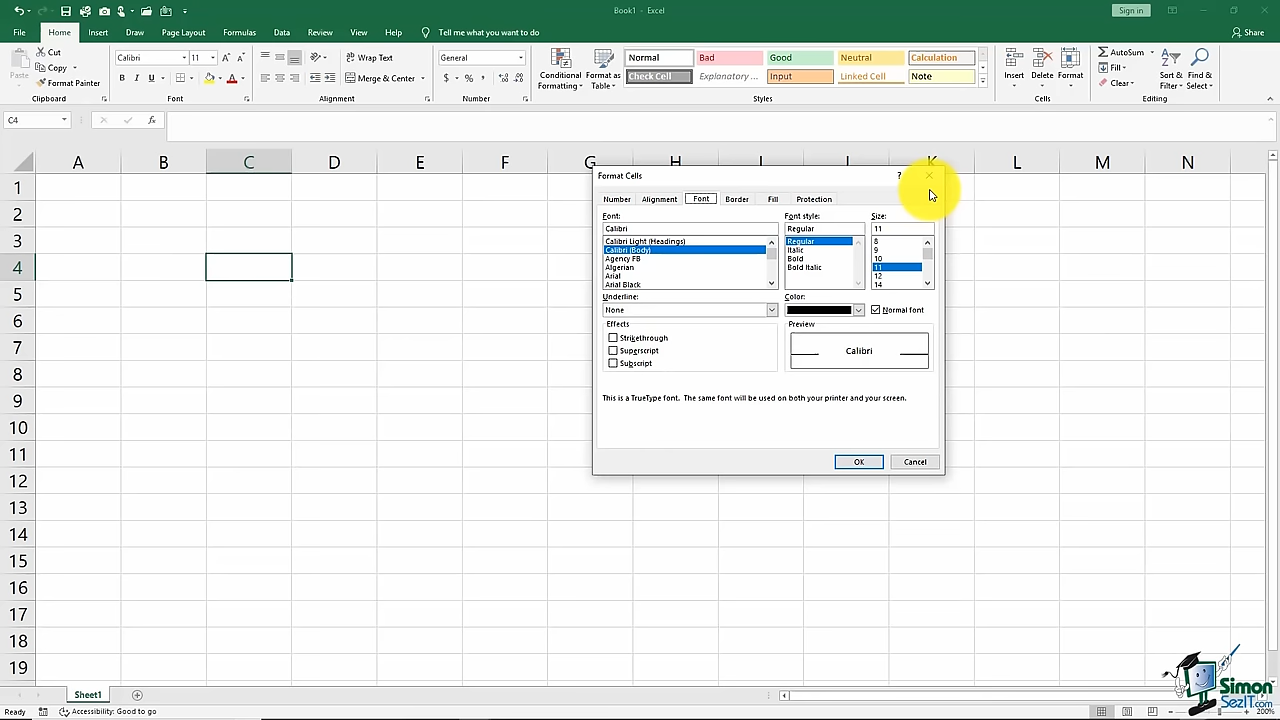 Book1 - Excel
Sign in
File Home Insert Draw Page Layout Formulas Data Review View Help Tell me what you want to do Share
Paste
Cut
Copy
Format Painter
Clipboard
Calibri 11
B I U
A
Font
Wrap Text
Merge & Center
Alignment
General
$ % ,
Number
Conditional Formatting
Format as Table
Normal Bad Good Neutral Calculation
Check Cell Explanatory ... Input Linked Cell Note
Styles
Insert Delete Format
Cells
AutoSum
Fill
Clear
Sort & Filter
Find & Select
Editing
C4
fx
A B C D E F G H I J K L M N
1
2
3
4
5
6
7
8
9
10
11
12
13
14
15
16
17
18
19
Format Cells ?
Number Alignment Font Border Fill Protection
Font: Font style: Size:
Calibri Regular 11
Calibri Light (Headings) Regular 8
Calibri (Body) Italic 9
Agency FB Bold 10
Algerian Bold Italic 11
Arial 12
Arial Black 14
Underline: Color:
None Normal font
Effects Preview
Strikethrough
Superscript Calibri
Subscript
This is a TrueType font. The same font will be used on both your printer and your screen.
OK Cancel
Sheet1
Ready Accessibility: Good to go
200%
Simon
SezIT.com